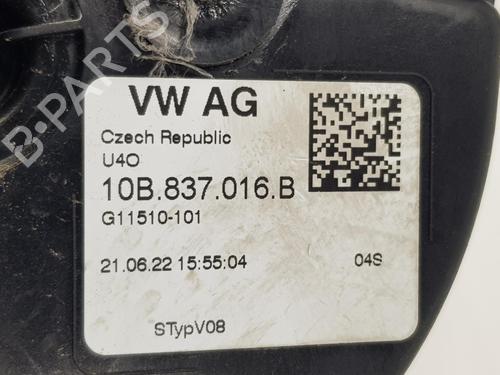 B-PARTS
VW AG
Czech Republic
U4O
10B.837.016.B
G11510-101
21.06.22 15:55:04 04S
STypV08